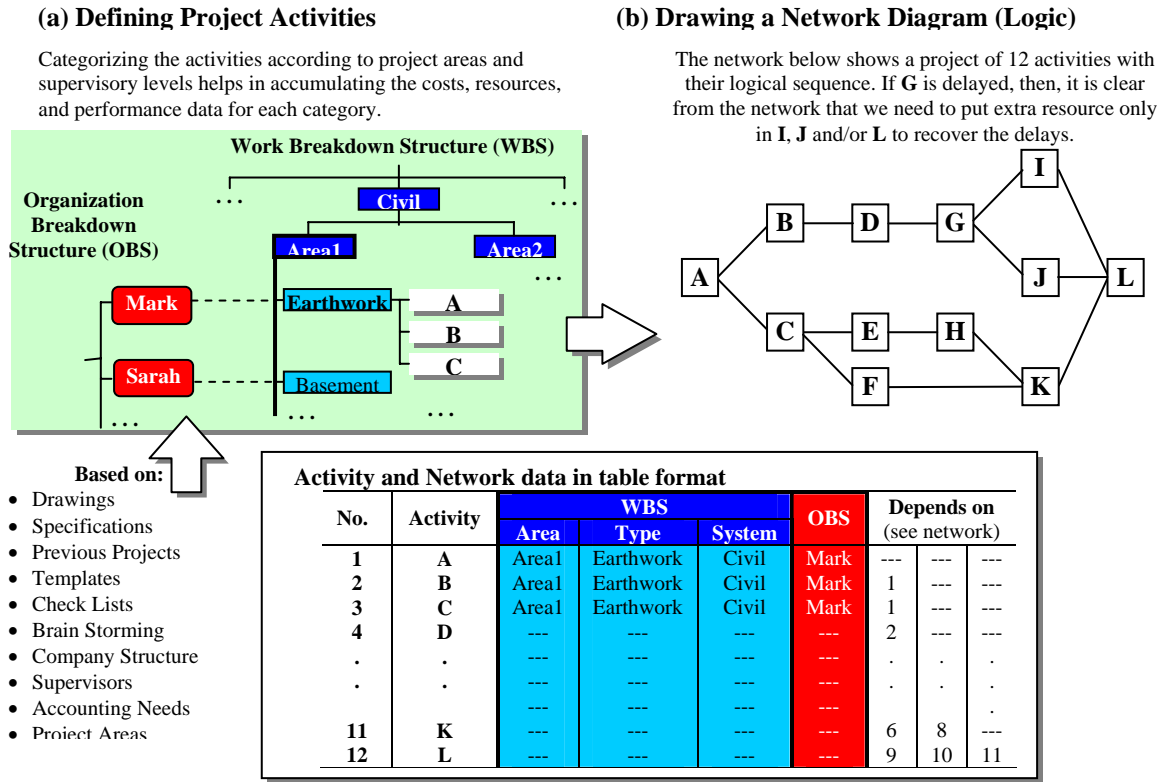 (a) Defining Project Activities
Categorizing the activities according to project areas and
supervisory levels helps in accumulating the costs, resources,
and performance data for each category.
Work Breakdown Structure (WBS)
Organization
Breakdown
Structure (OBS)
... Civil ...
Area1 Area2
...
Mark Earthwork A
B
C
Sarah Basement
... ... ...
(b) Drawing a Network Diagram (Logic)
The network below shows a project of 12 activities with
their logical sequence. If G is delayed, then, it is clear
from the network that we need to put extra resource only
in I, J and/or L to recover the delays.
I
B D G
A J L
C E H
F K
Based on:
• Drawings
• Specifications
• Previous Projects
• Templates
• Check Lists
• Brain Storming
• Company Structure
• Supervisors
• Accounting Needs
• Project Areas
Activity and Network data in table format
No. Activity WBS OBS Depends on
Area Type System (see network)
1 A Area1 Earthwork Civil Mark --- --- ---
2 B Area1 Earthwork Civil Mark 1 --- ---
3 C Area1 Earthwork Civil Mark 1 --- ---
4 D --- --- --- --- 2 --- ---
. . --- --- --- --- . . .
. . --- --- --- --- . . .
--- --- --- --- .
11 K --- --- --- --- 6 8 ---
12 L --- --- --- --- 9 10 11